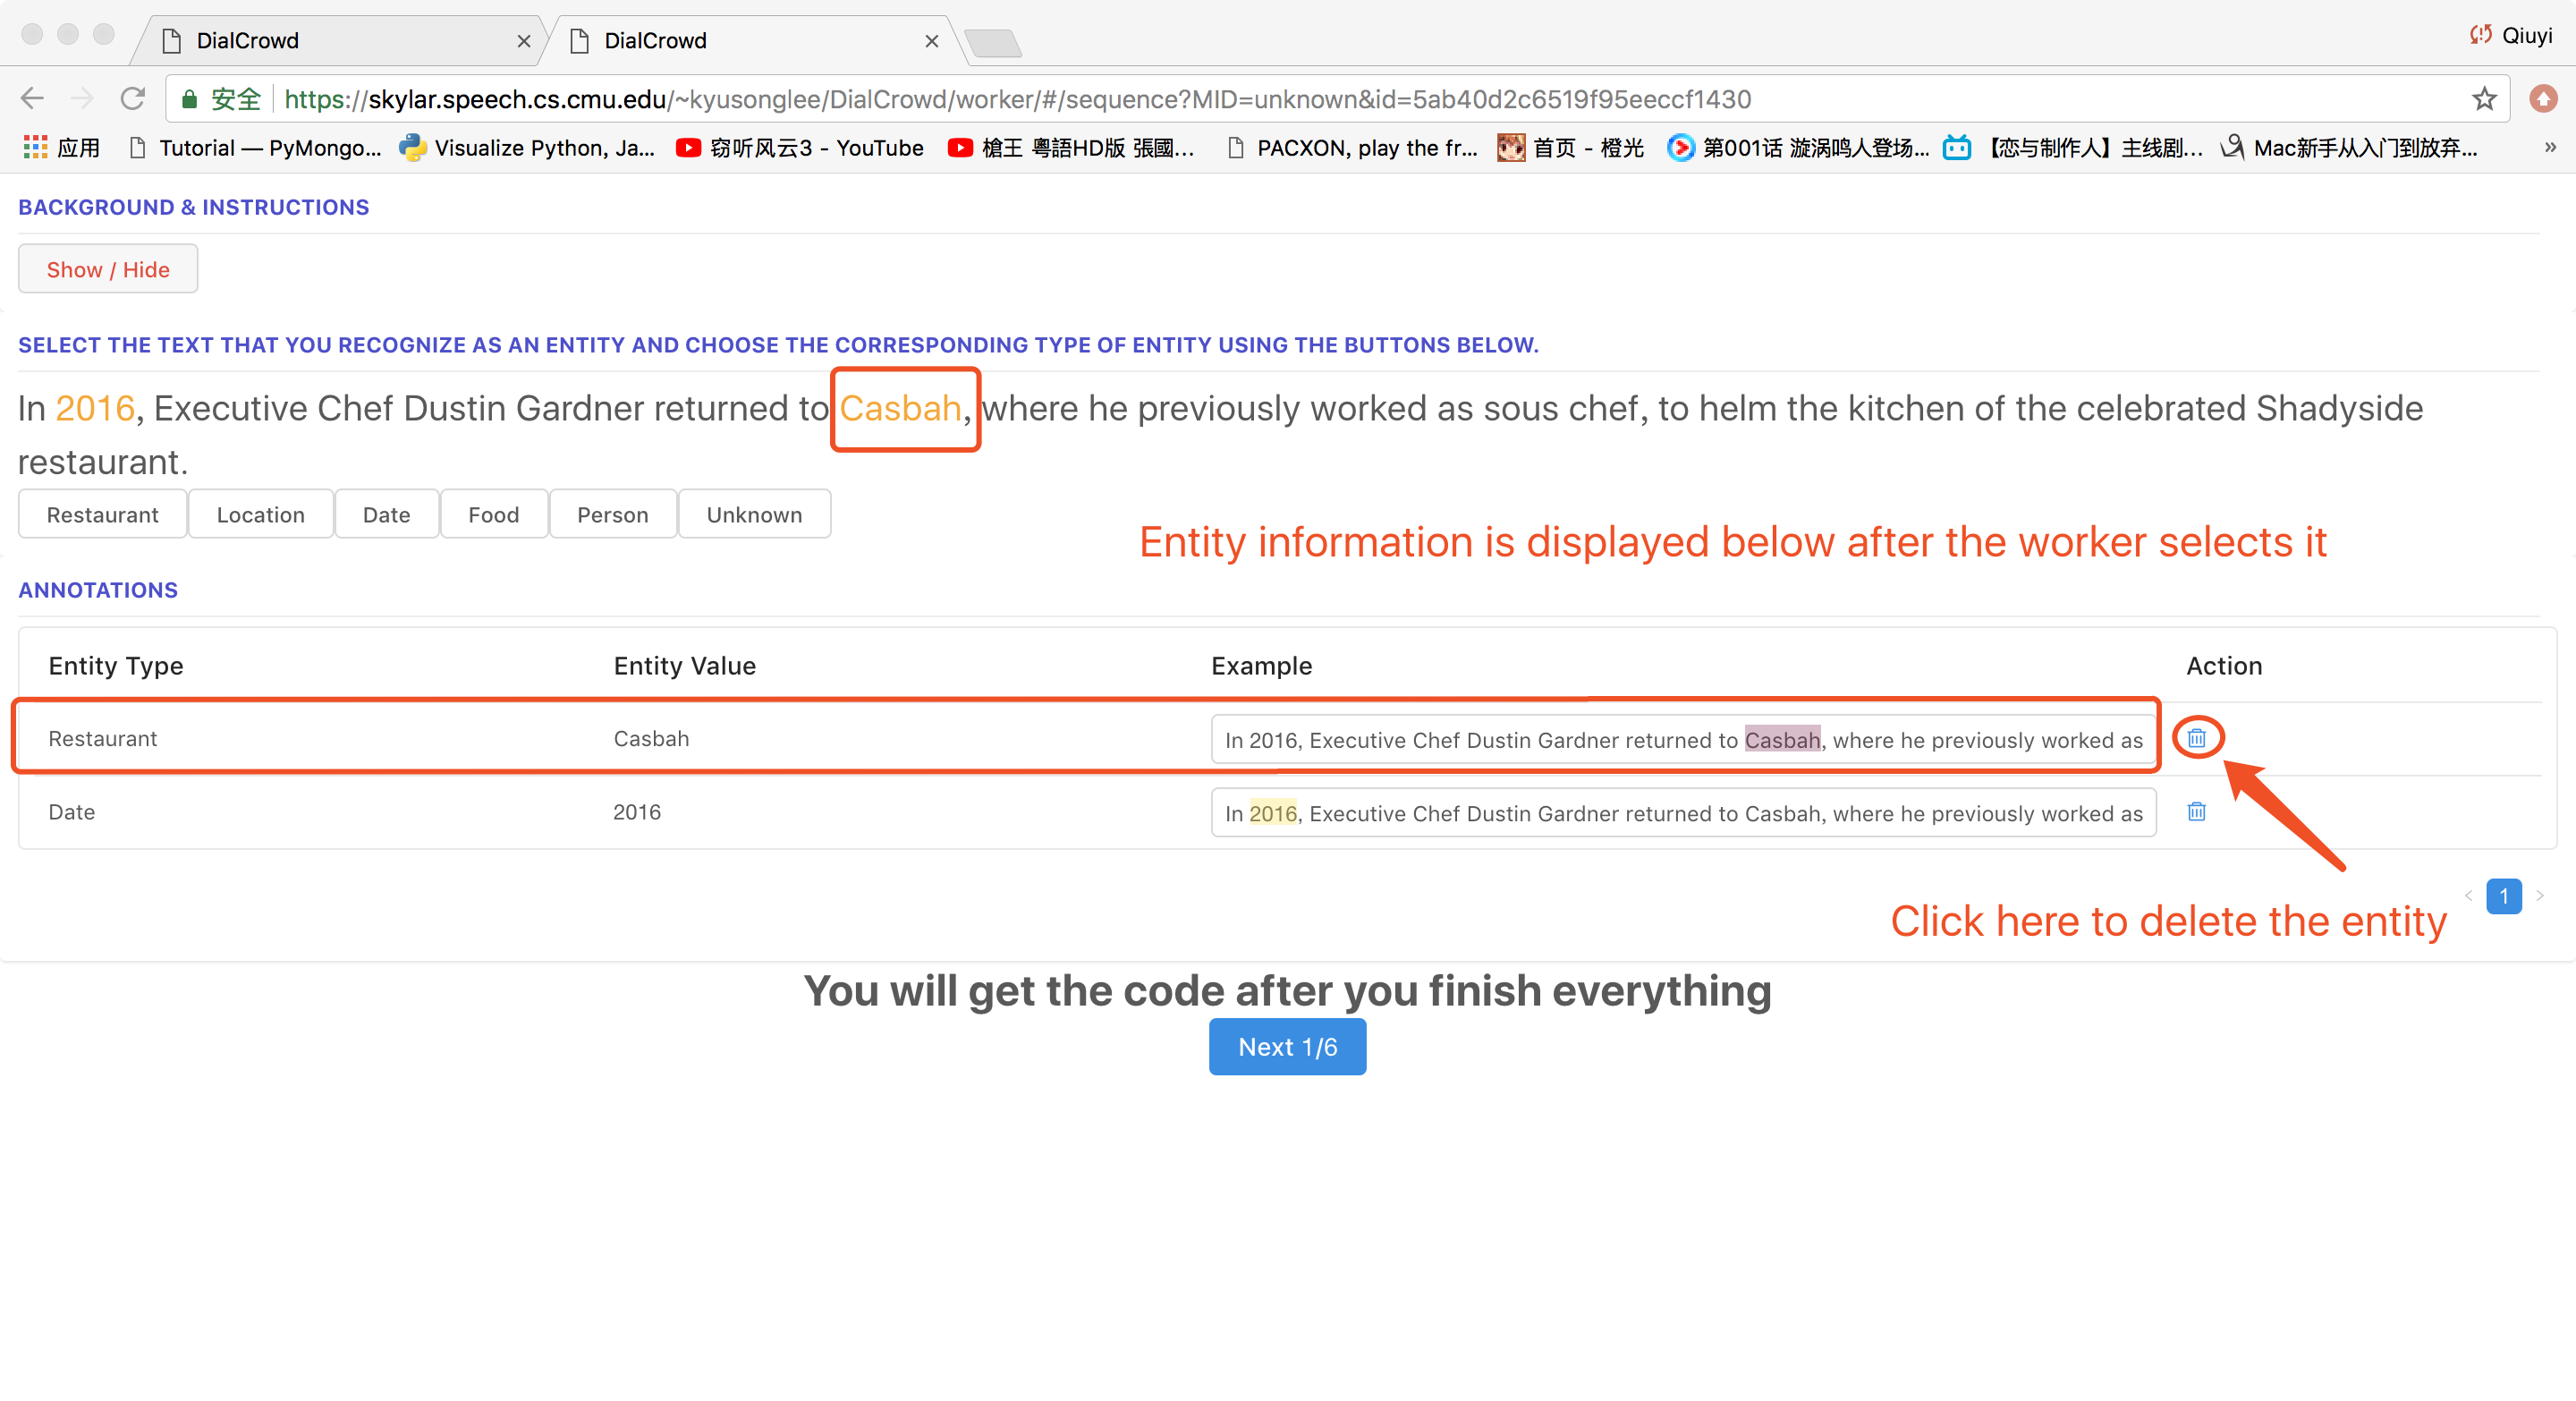 DialCrowd
DialCrowd
Qiuyi
安全 https://skylar.speech.cs.cmu.edu/~kyusonglee/DialCrowd/worker/#/sequence?MID=unknown&id=5ab40d2c6519f95eeccf1430
应用 Tutorial — PyMongo... Visualize Python, Ja... 窃听风云3 - YouTube 槍王 粵語HD版 張國... PACXON, play the fr... 首页 - 橙光 第001话 漩涡鸣人登场... 【恋与制作人】主线剧... Mac新手从入门到放弃... »
BACKGROUND & INSTRUCTIONS
Show / Hide
SELECT THE TEXT THAT YOU RECOGNIZE AS AN ENTITY AND CHOOSE THE CORRESPONDING TYPE OF ENTITY USING THE BUTTONS BELOW.
In 2016, Executive Chef Dustin Gardner returned to Casbah, where he previously worked as sous chef, to helm the kitchen of the celebrated Shadyside
restaurant.
Restaurant Location Date Food Person Unknown
Entity information is displayed below after the worker selects it
ANNOTATIONS
Entity Type Entity Value Example Action
Restaurant Casbah In 2016, Executive Chef Dustin Gardner returned to Casbah, where he previously worked as
Date 2016 In 2016, Executive Chef Dustin Gardner returned to Casbah, where he previously worked as
< 1 >
Click here to delete the entity
You will get the code after you finish everything
Next 1/6